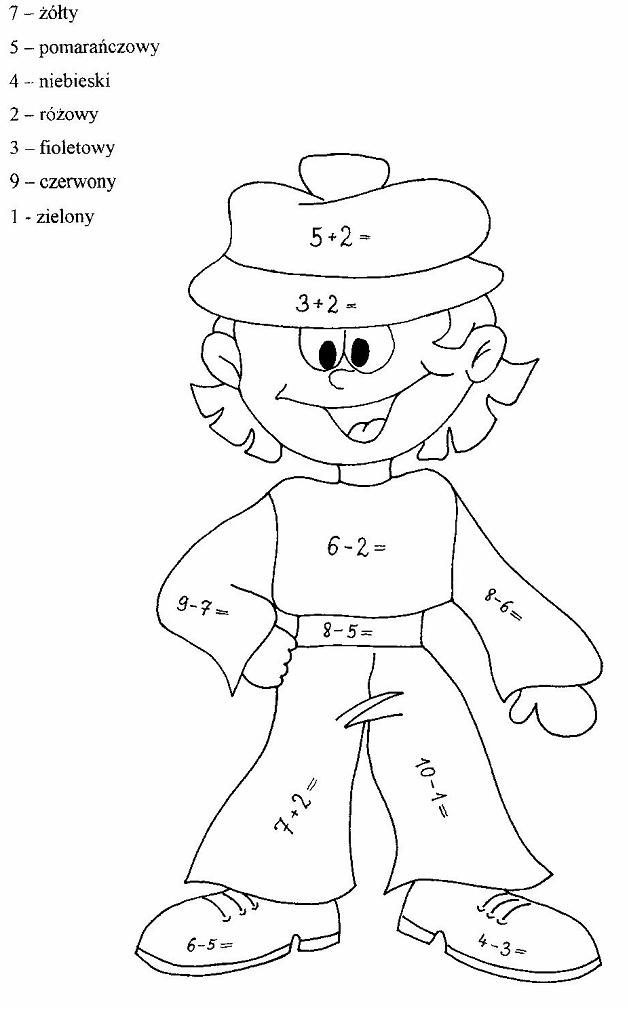 7 – żółty
5 – pomarańczowy
4 – niebieski
2 – różowy
3 – fioletowy
9 – czerwony
1 - zielony
5+2=
3+2=
6-2=
9-7=
8-6=
8-5=
7+2=
10-1=
6-5=
4-3=